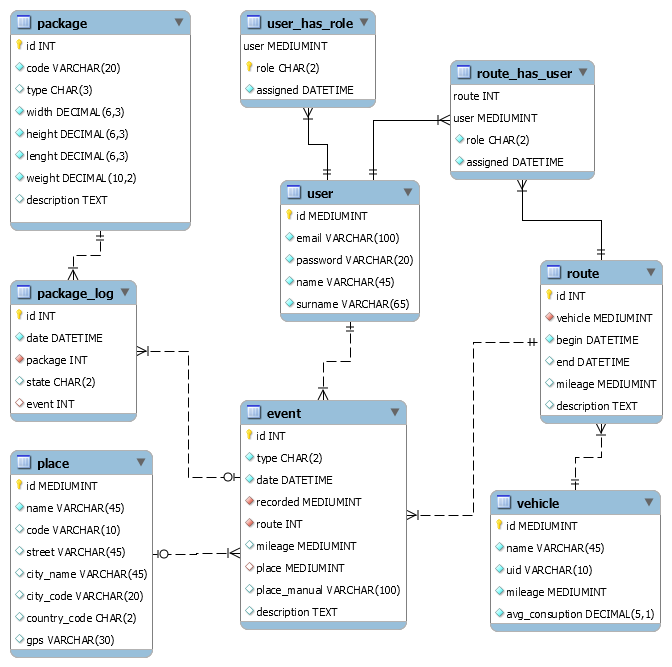 package
id INT
code VARCHAR(20)
type CHAR(3)
width DECIMAL(6,3)
height DECIMAL(6,3)
lenght DECIMAL(6,3)
weight DECIMAL(10,2)
description TEXT
user_has_role
user MEDIUMINT
role CHAR(2)
assigned DATETIME
route_has_user
route INT
user MEDIUMINT
role CHAR(2)
assigned DATETIME
user
id MEDIUMINT
email VARCHAR(100)
password VARCHAR(20)
name VARCHAR(45)
surname VARCHAR(65)
package_log
id INT
date DATETIME
package INT
state CHAR(2)
event INT
route
id INT
vehicle MEDIUMINT
begin DATETIME
end DATETIME
mileage MEDIUMINT
description TEXT
event
id INT
type CHAR(2)
date DATETIME
recorded MEDIUMINT
route INT
mileage MEDIUMINT
place MEDIUMINT
place_manual VARCHAR(100)
description TEXT
place
id MEDIUMINT
name VARCHAR(45)
code VARCHAR(10)
street VARCHAR(45)
city_name VARCHAR(45)
city_code VARCHAR(20)
country_code CHAR(2)
gps VARCHAR(30)
vehicle
id MEDIUMINT
name VARCHAR(45)
uid VARCHAR(10)
mileage MEDIUMINT
avg_consuption DECIMAL(5,1)